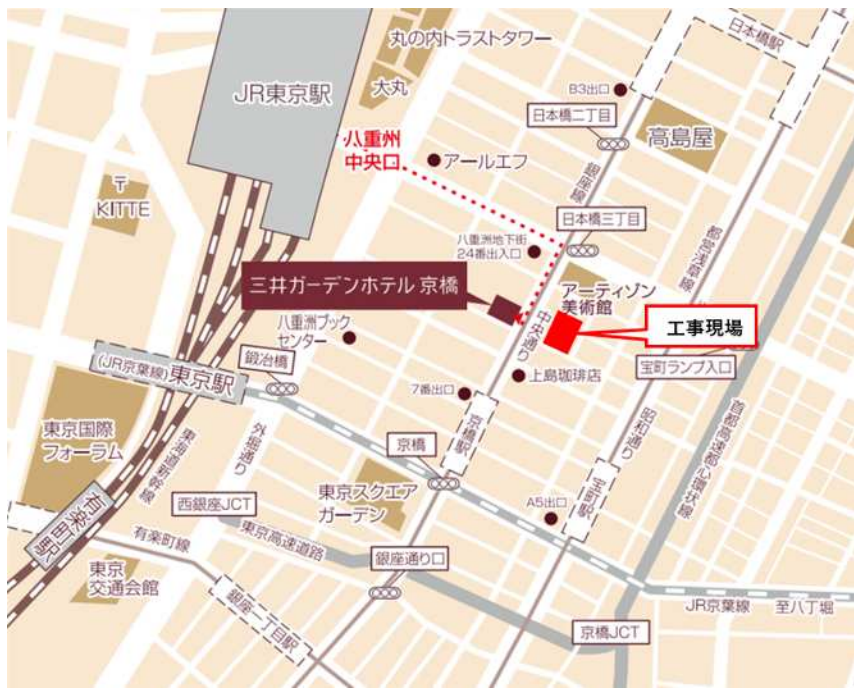 丸の内トラストタワー
日本橋駅
JR東京駅
大丸
B3出口
日本橋二丁目
高島屋
八重州
中央口
アールエフ
銀座線
〒
KITTE
日本橋三丁目
都営浅草線
八重洲地下街
24番出入口
三井ガーデンホテル 京橋
アーティゾン
美術館
工事現場
中央通り
八重洲ブック
センター
鍛冶橋
(JR京葉線)東京駅
宝町ランプ入口
上島珈琲店
7番出口
京橋駅
昭和通り
首都高速都心環状線
東京国際
フォーラム
東海道新幹線
外堀通り
京橋
宝町駅
A5出口
東京スクエア
ガーデン
西銀座JCT
有楽町駅
有楽町線
東京高速道路
銀座通り口
東京
交通会館
銀座一丁目駅
JR京葉線
至八丁堀
京橋JCT